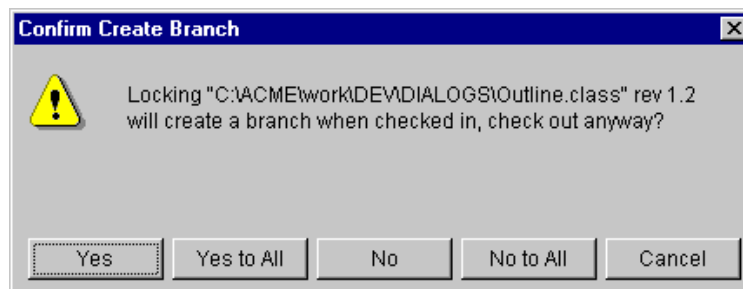 Confirm Create Branch
Locking "C:\ACME\work\DEV\DIALOGS\Outline.class" rev 1.2
will create a branch when checked in, check out anyway?
Yes
Yes to All
No
No to All
Cancel